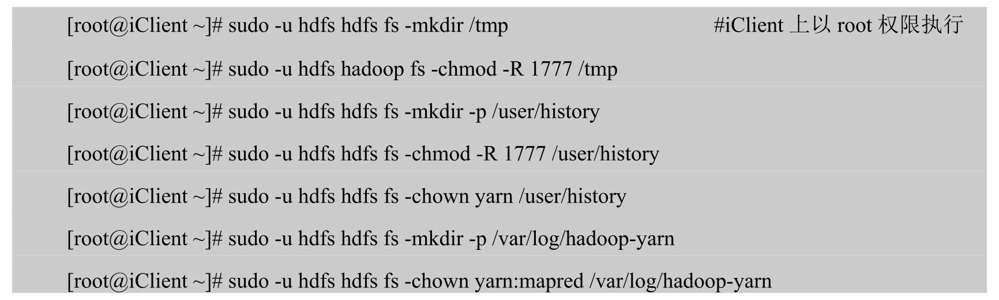 [root@iClient ~]# sudo -u hdfs hdfs fs -mkdir /tmp #iClient 上以 root 权限执行
[root@iClient ~]# sudo -u hdfs hadoop fs -chmod -R 1777 /tmp
[root@iClient ~]# sudo -u hdfs hdfs fs -mkdir -p /user/history
[root@iClient ~]# sudo -u hdfs hdfs fs -chmod -R 1777 /user/history
[root@iClient ~]# sudo -u hdfs hdfs fs -chown yarn /user/history
[root@iClient ~]# sudo -u hdfs hdfs fs -mkdir -p /var/log/hadoop-yarn
[root@iClient ~]# sudo -u hdfs hdfs fs -chown yarn:mapred /var/log/hadoop-yarn